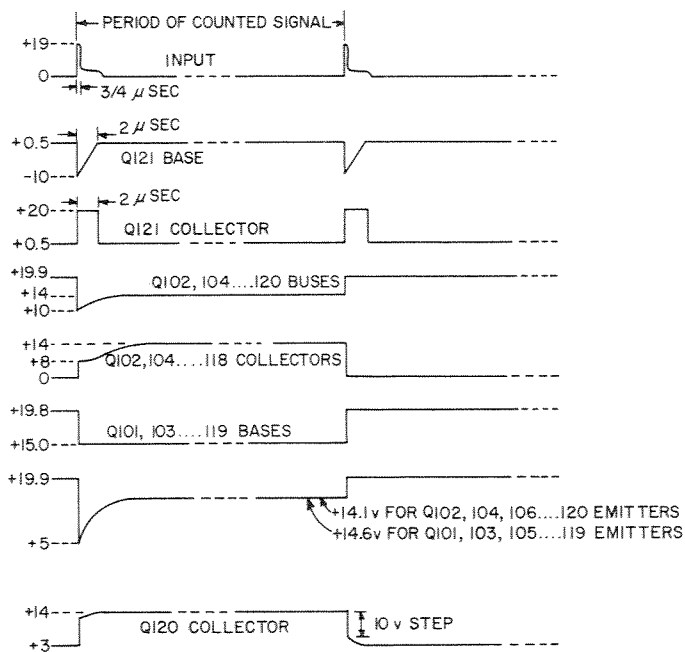 PERIOD OF COUNTED SIGNAL
+19
INPUT
0
3/4 μ SEC
2 μ SEC
+0.5
Q121 BASE
-10
2 μ SEC
+20
Q121 COLLECTOR
+0.5
+19.9
Q102, 104....120 BUSES
+14
+10
+14
+8
Q102, 104....118 COLLECTORS
0
+19.8
Q101, 103....119 BASES
+15.0
+19.9
+14.1v FOR Q102, 104, 106....120 EMITTERS
+14.6v FOR Q101, 103, 105....119 EMITTERS
+5
+14
10 v STEP
Q120 COLLECTOR
+3